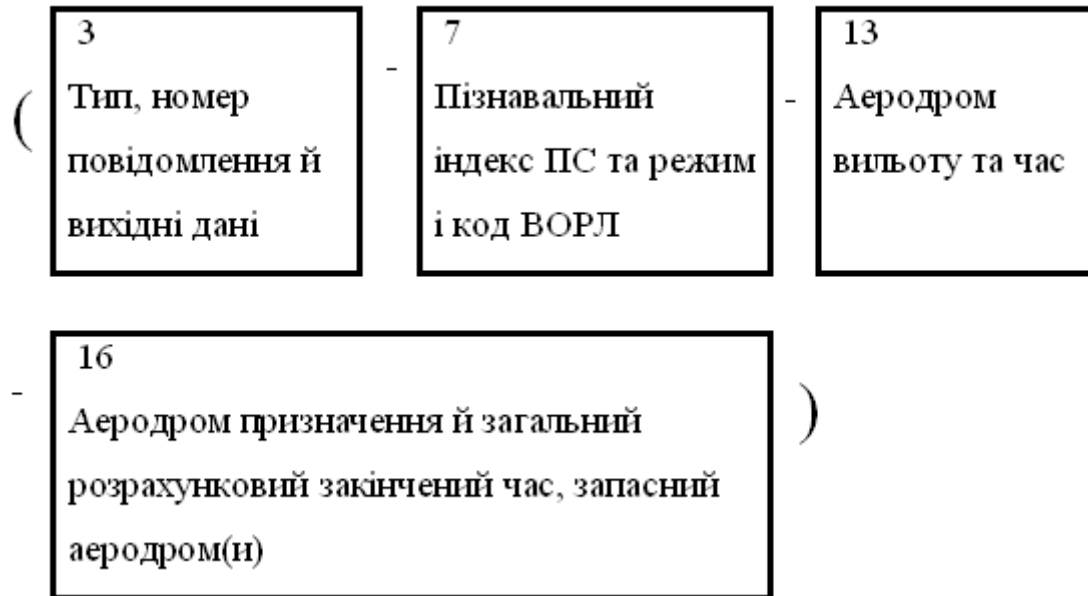 ( 3 - 7 - 13
Тип, номер
повідомлення й
вихідні дані
Пізнавальний
індекс ПС та режим
і код ВОРЛ
Аеродром
вильоту та час
- 16 )
Аеродром призначення й загальний
розрахунковий закінчений час, запасний
аеродром(и)